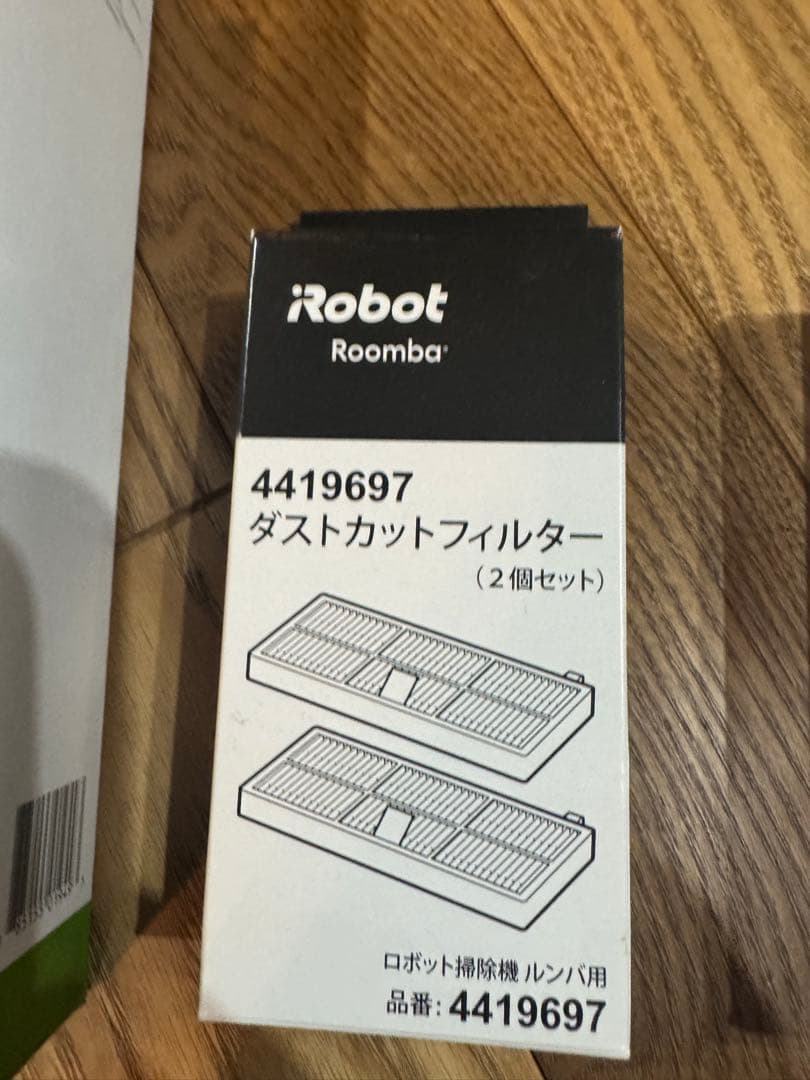 iRobot
Roomba®
4419697
ダストカットフィルター
(2個セット)
ロボット掃除機 ルンバ用
品番: 4419697